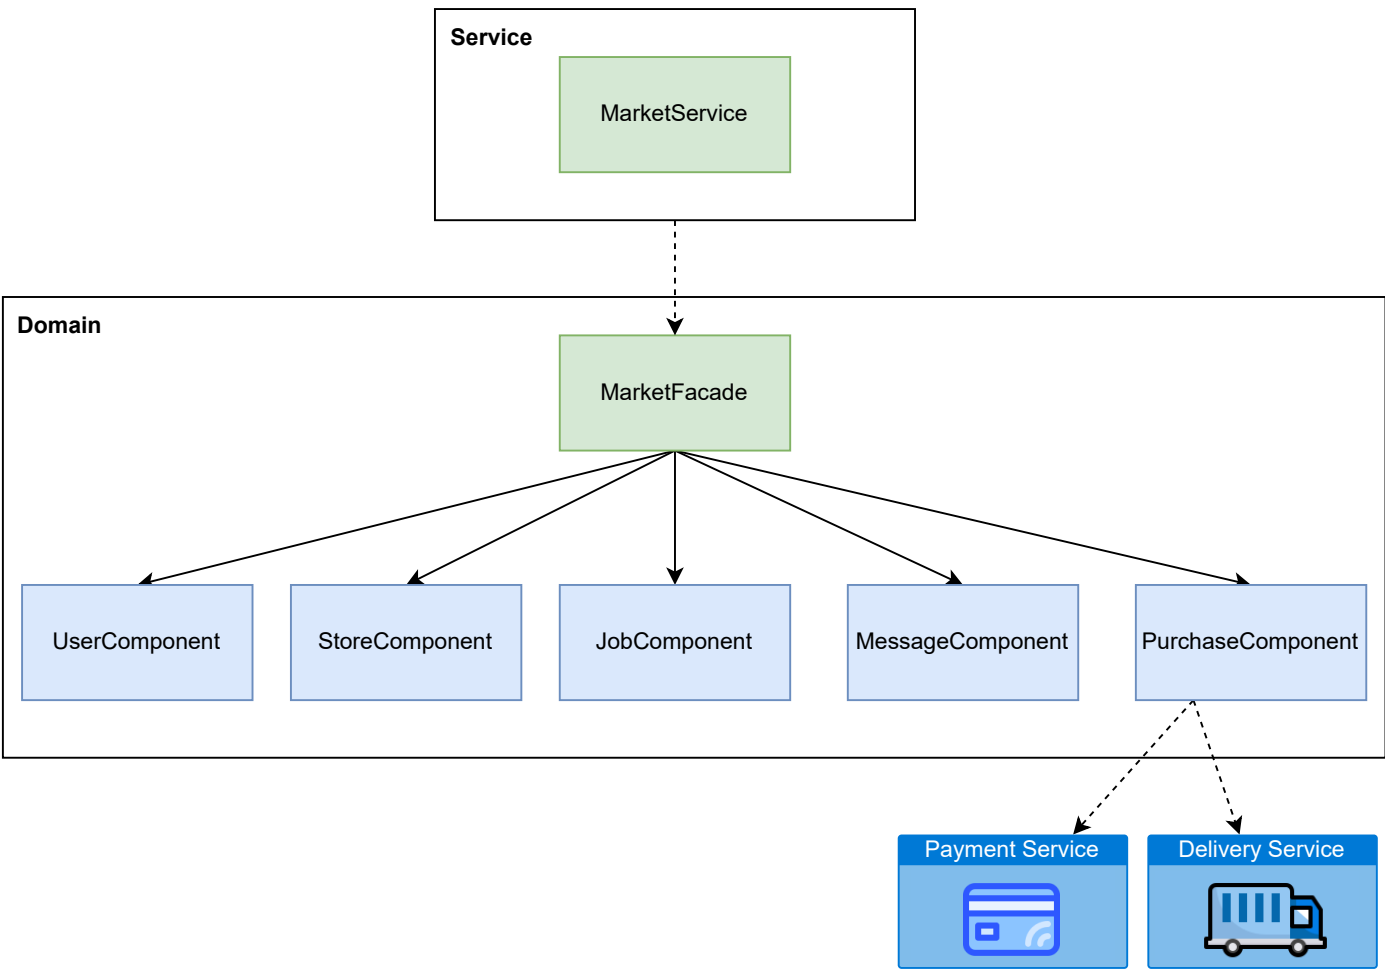 Service
MarketService
Domain
MarketFacade
UserComponent
StoreComponent
JobComponent
MessageComponent
PurchaseComponent
Payment Service
Delivery Service